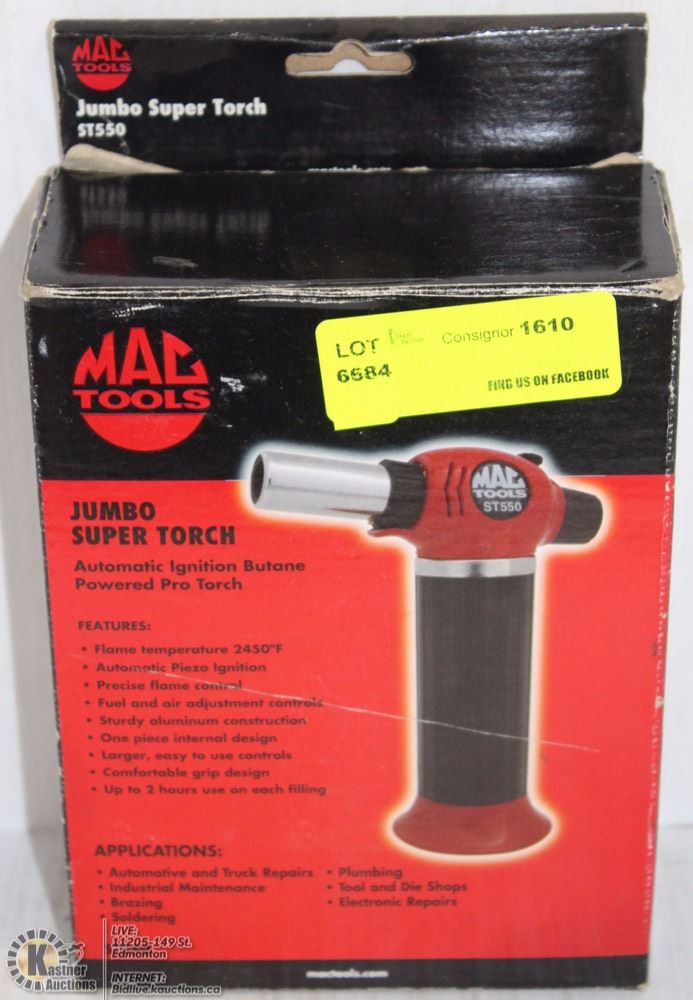 MAC
TOOLS
Jumbo Super Torch
ST550
MAC
TOOLS
LOT
6684
Consignor 1610
FIND US ON FACEBOOK
MAC
TOOLS
ST550
JUMBO
SUPER TORCH
Automatic Ignition Butane
Powered Pro Torch
FEATURES:
• Flame temperature 2450°F
• Automatic Piezo Ignition
• Precise flame control
• Fuel and air adjustment controls
• Sturdy aluminum construction
• One piece internal design
• Larger, easy to use controls
• Comfortable grip design
• Up to 2 hours use on each filling
APPLICATIONS:
• Automotive and Truck Repairs
• Industrial Maintenance
• Brazing
• Soldering
• Plumbing
• Tool and Die Shops
• Electronic Repairs
mactools.com
Kastner
Auctions
LIVE:
11205-149 St.
Edmonton
INTERNET:
Bidlive.kauctions.ca